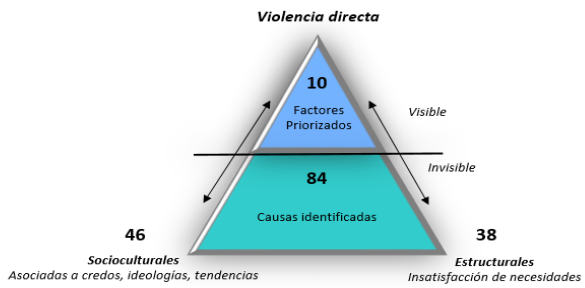 Violencia directa
10
Factores
Priorizados
Visible
Invisible
84
Causas identificadas
46
Socioculturales
Asociadas a credos, ideologías, tendencias
38
Estructurales
Insatisfacción de necesidades